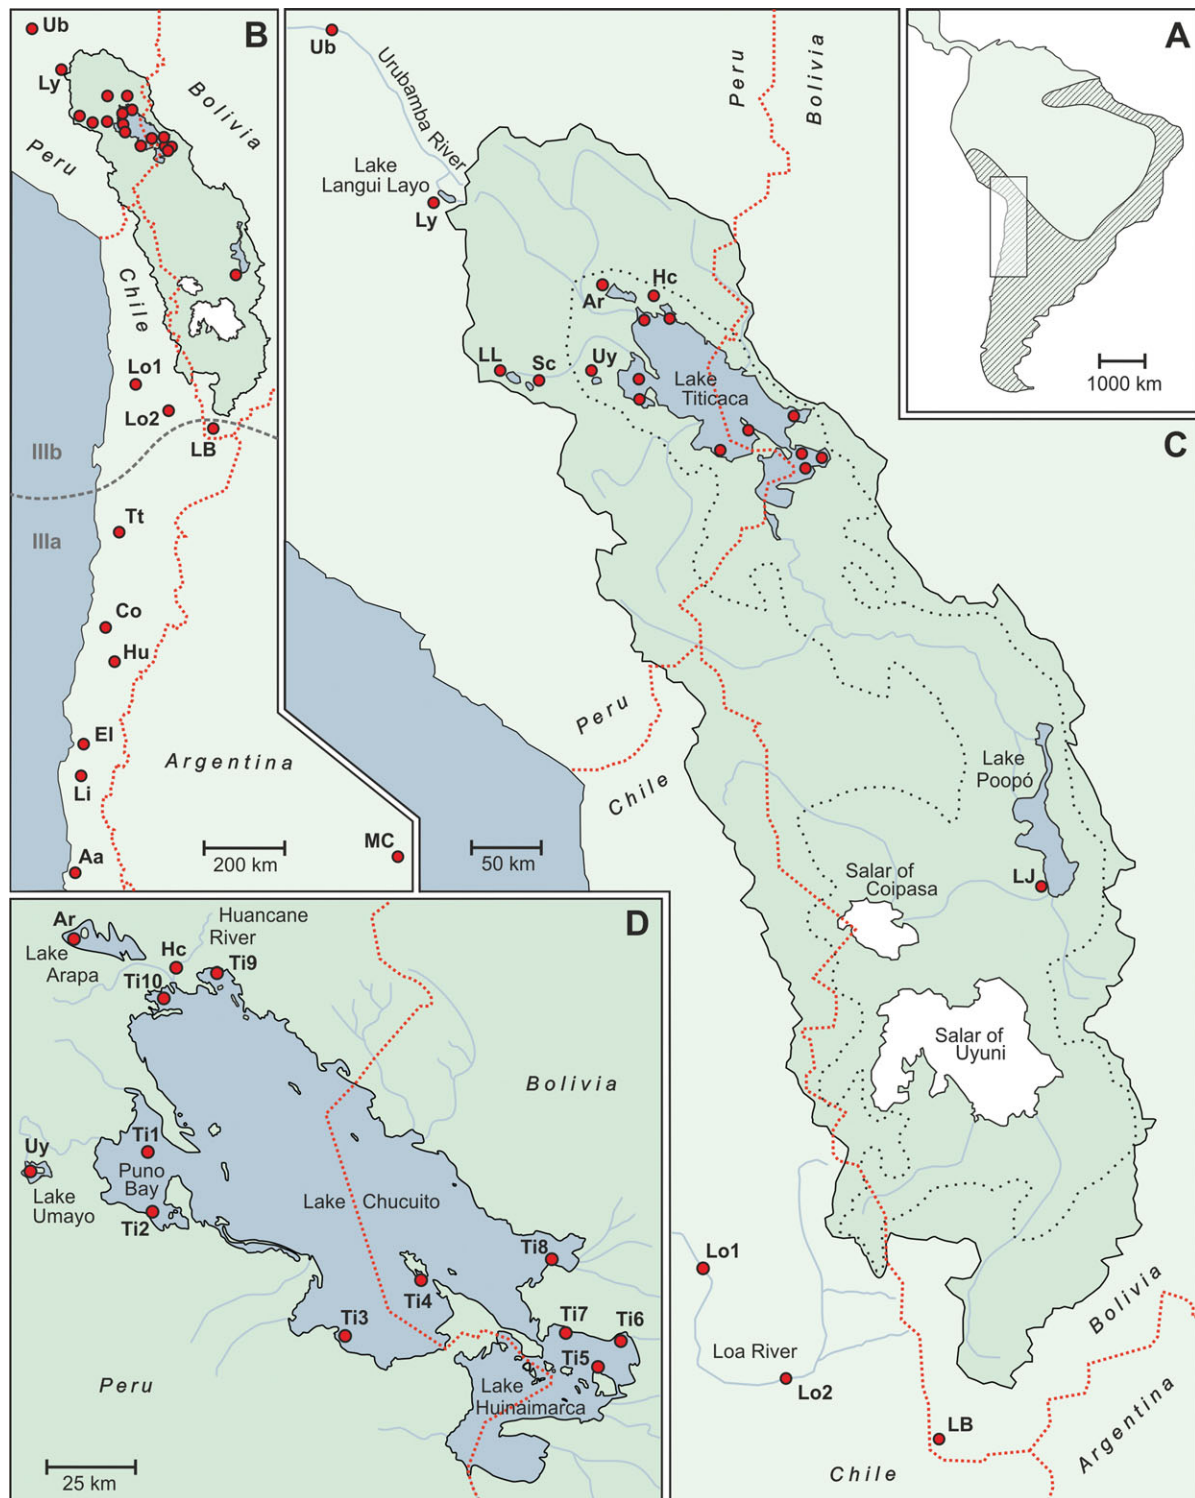 B
Ub
Ly
Bolivia
Peru
Chile
Lo1
Lo2
LB
IIIb
IIIa
Tt
Co
Hu
El
Li
Aa
Argentina
200 km
MC
A
1000 km
C
Ub
Urubamba River
Peru
Bolivia
Lake
Langui Layo
Ly
Ar
Hc
LL
Sc
Uy
Lake
Titicaca
Peru
Chile
50 km
Lake
Poopó
LJ
Salar of
Coipasa
Salar of
Uyuni
Lo1
Loa River
Lo2
LB
Bolivia
Argentina
Chile
D
Ar
Lake
Arapa
Huancane
River
Hc
Ti9
Ti10
Bolivia
Ti1
Puno
Bay
Uy
Lake
Umayo
Ti2
Lake Chucuito
Ti8
Ti4
Ti3
Ti7
Ti6
Ti5
Lake
Huinaimarca
Peru
25 km